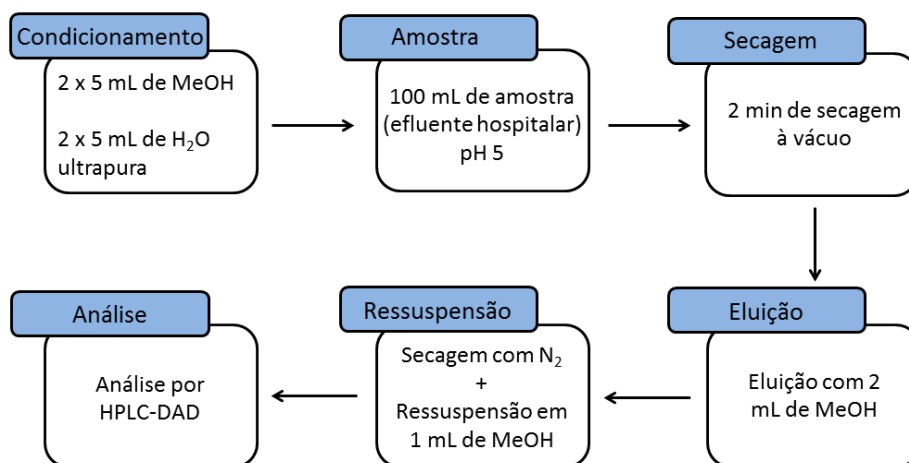 Condicionamento
2 x 5 mL de MeOH
2 x 5 mL de H₂O
ultrapura
Amostra
100 mL de amostra
(efluente hospitalar)
pH 5
Secagem
2 min de secagem
à vácuo
Eluição
Eluição com 2
mL de MeOH
Ressuspensão
Secagem com N₂
+
Ressuspensão em
1 mL de MeOH
Análise
Análise por
HPLC-DAD